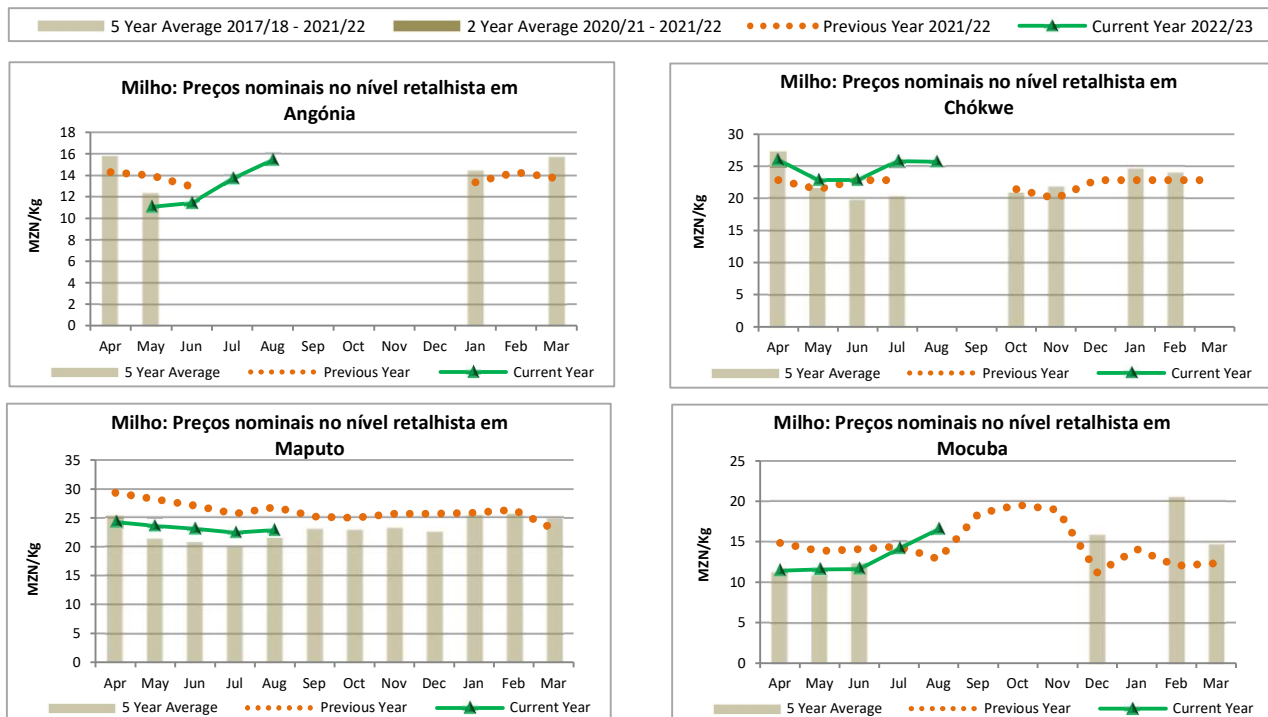 5 Year Average 2017/18 - 2021/22 2 Year Average 2020/21 - 2021/22 Previous Year 2021/22 Current Year 2022/23
Milho: Preços nominais no nível retalhista em
Angónia
18
16
14
12
10
8
6
4
2
0
MZN/Kg
Apr May Jun Jul Aug Sep Oct Nov Dec Jan Feb Mar
5 Year Average Previous Year Current Year
Milho: Preços nominais no nível retalhista em
Chókwe
30
25
20
15
10
5
0
MZN/Kg
Apr May Jun Jul Aug Sep Oct Nov Dec Jan Feb Mar
5 Year Average Previous Year Current Year
Milho: Preços nominais no nível retalhista em
Maputo
35
30
25
20
15
10
5
0
MZN/Kg
Apr May Jun Jul Aug Sep Oct Nov Dec Jan Feb Mar
5 Year Average Previous Year Current Year
Milho: Preços nominais no nível retalhista em
Mocuba
25
20
15
10
5
0
MZN/Kg
Apr May Jun Jul Aug Sep Oct Nov Dec Jan Feb Mar
5 Year Average Previous Year Current Year